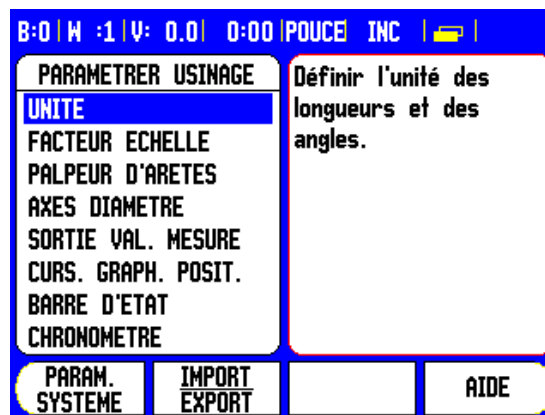 B:0 | W :1 | V: 0.0 | 0:00 | POUCE INC |
PARAMETRER USINAGE
UNITE
FACTEUR ECHELLE
PALPEUR D'ARETES
AXES DIAMETRE
SORTIE VAL. MESURE
CURS. GRAPH. POSIT.
BARRE D'ETAT
CHRONOMETRE
Définir l'unité des
longueurs et des
angles.
PARAM.
SYSTEME
IMPORT
EXPORT
AIDE